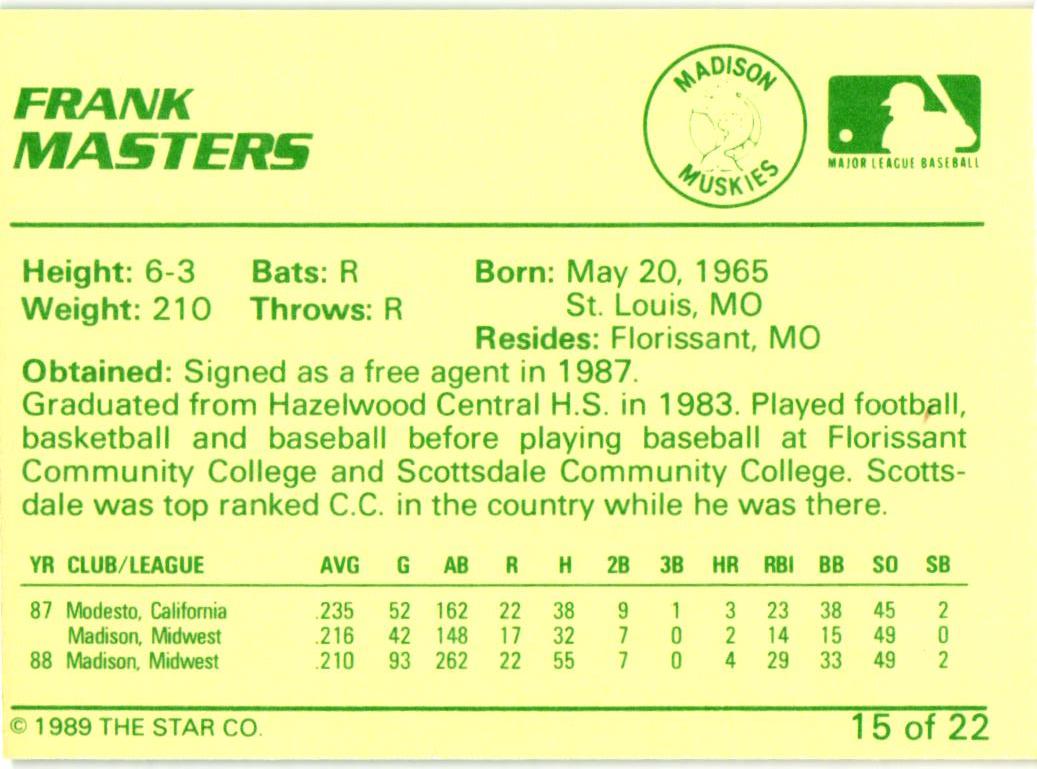 FRANK
MASTERS
MADISON
MUSKIES
MAJOR LEAGUE BASEBALL
Height: 6-3 Bats: R Born: May 20, 1965
Weight: 210 Throws: R St. Louis, MO
Resides: Florissant, MO
Obtained: Signed as a free agent in 1987.
Graduated from Hazelwood Central H.S. in 1983. Played football,
basketball and baseball before playing baseball at Florissant
Community College and Scottsdale Community College. Scotts-
dale was top ranked C.C. in the country while he was there.
YR CLUB/LEAGUE AVG G AB R H 2B 3B HR RBI BB SO SB
87 Modesto, California .235 52 162 22 38 9 1 3 23 38 45 2
Madison, Midwest .216 42 148 17 32 7 0 2 14 15 49 0
88 Madison, Midwest .210 93 262 22 55 7 0 4 29 33 49 2
© 1989 THE STAR CO. 15 of 22